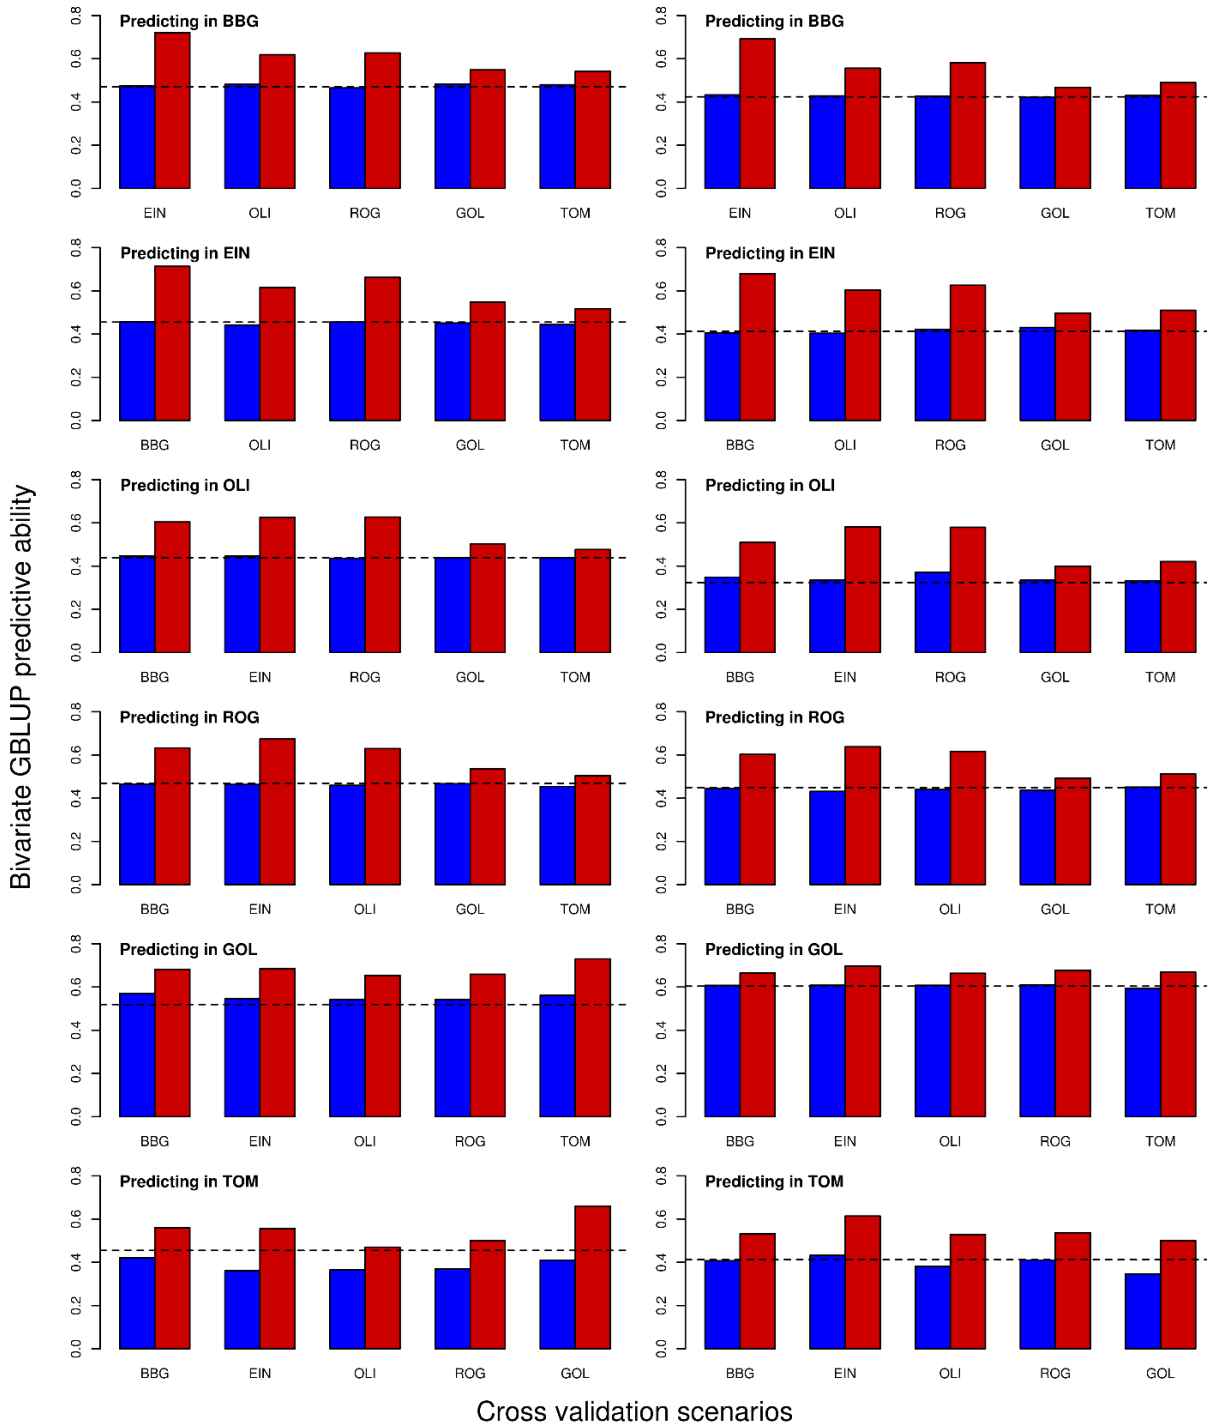 Bivariate GBLUP predictive ability
Predicting in BBG
0.0 0.2 0.4 0.6 0.8
EIN OLI ROG GOL TOM
Predicting in BBG
0.0 0.2 0.4 0.6 0.8
EIN OLI ROG GOL TOM
Predicting in EIN
0.0 0.2 0.4 0.6 0.8
BBG OLI ROG GOL TOM
Predicting in EIN
0.0 0.2 0.4 0.6 0.8
BBG OLI ROG GOL TOM
Predicting in OLI
0.0 0.2 0.4 0.6 0.8
BBG EIN ROG GOL TOM
Predicting in OLI
0.0 0.2 0.4 0.6 0.8
BBG EIN ROG GOL TOM
Predicting in ROG
0.0 0.2 0.4 0.6 0.8
BBG EIN OLI GOL TOM
Predicting in ROG
0.0 0.2 0.4 0.6 0.8
BBG EIN OLI GOL TOM
Predicting in GOL
0.0 0.2 0.4 0.6 0.8
BBG EIN OLI ROG TOM
Predicting in GOL
0.0 0.2 0.4 0.6 0.8
BBG EIN OLI ROG TOM
Predicting in TOM
0.0 0.2 0.4 0.6 0.8
BBG EIN OLI ROG GOL
Predicting in TOM
0.0 0.2 0.4 0.6 0.8
BBG EIN OLI ROG GOL
Cross validation scenarios